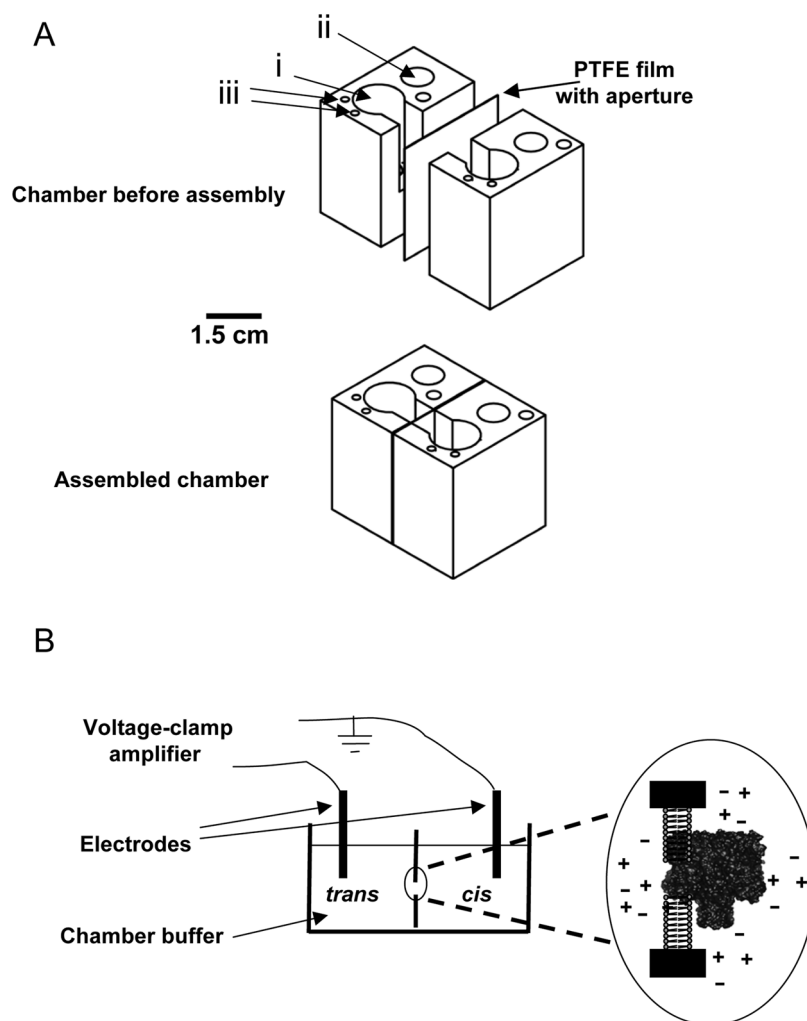 A
ii
i
iii
PTFE film
with aperture
Chamber before assembly
1.5 cm
Assembled chamber
B
Voltage-clamp
amplifier
Electrodes
trans
cis
Chamber buffer